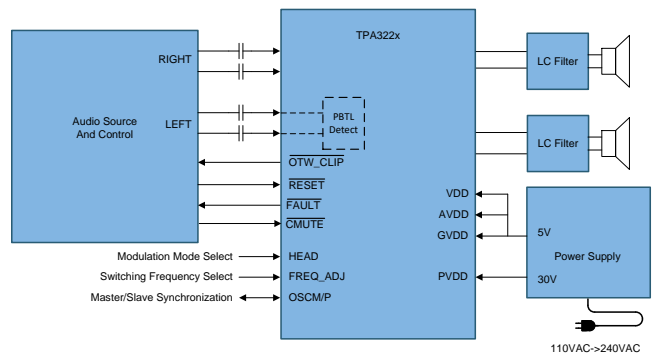 TPA322x
RIGHT
LEFT
Audio Source
And Control
PBTL
Detect
OTW_CLIP
RESET
FAULT
CMUTE
Modulation Mode Select
HEAD
Switching Frequency Select
FREQ_ADJ
Master/Slave Synchronization
OSCM/P
LC Filter
LC Filter
VDD
AVDD
GVDD
PVDD
5V
Power Supply
30V
110VAC->240VAC